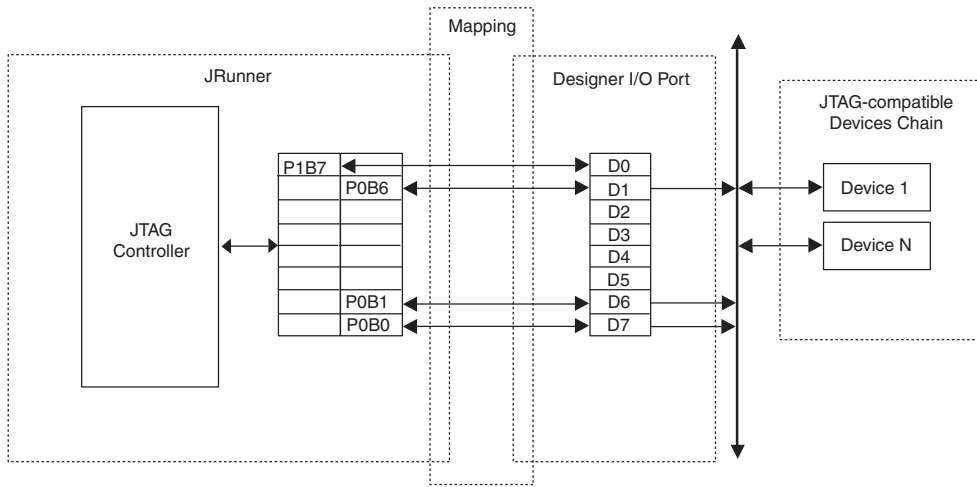 Mapping
JRunner
Designer I/O Port
JTAG-compatible
Devices Chain
JTAG
Controller
P1B7
P0B6
P0B1
P0B0
D0
D1
D2
D3
D4
D5
D6
D7
Device 1
Device N